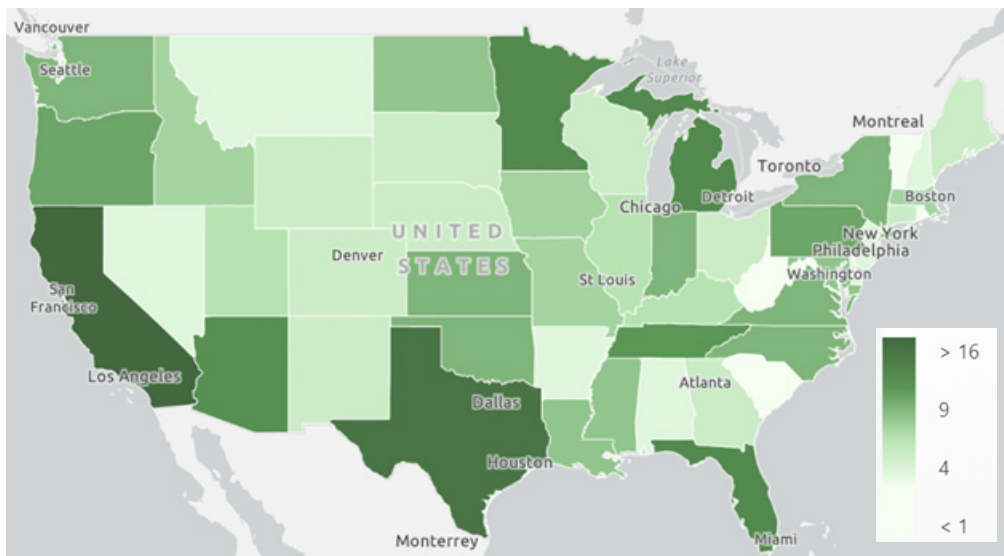 Vancouver
Seattle
Lake
Superior
Montreal
Toronto
Boston
Detroit
Chicago
New York
UNITED
Philadelphia
Denver
STATES
Washington
St Louis
San
Francisco
> 16
Los Angeles
Atlanta
Dallas
9
Houston
4
< 1
Monterrey
Miami